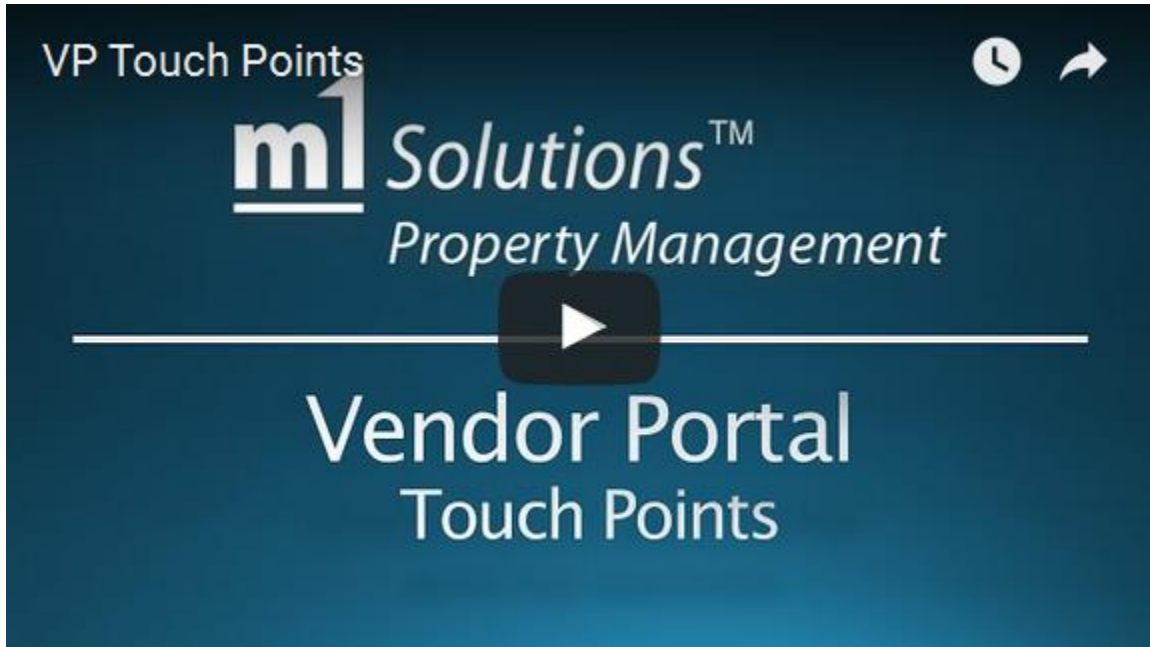 VP Touch Points
m1 Solutions™
Property Management
Vendor Portal
Touch Points